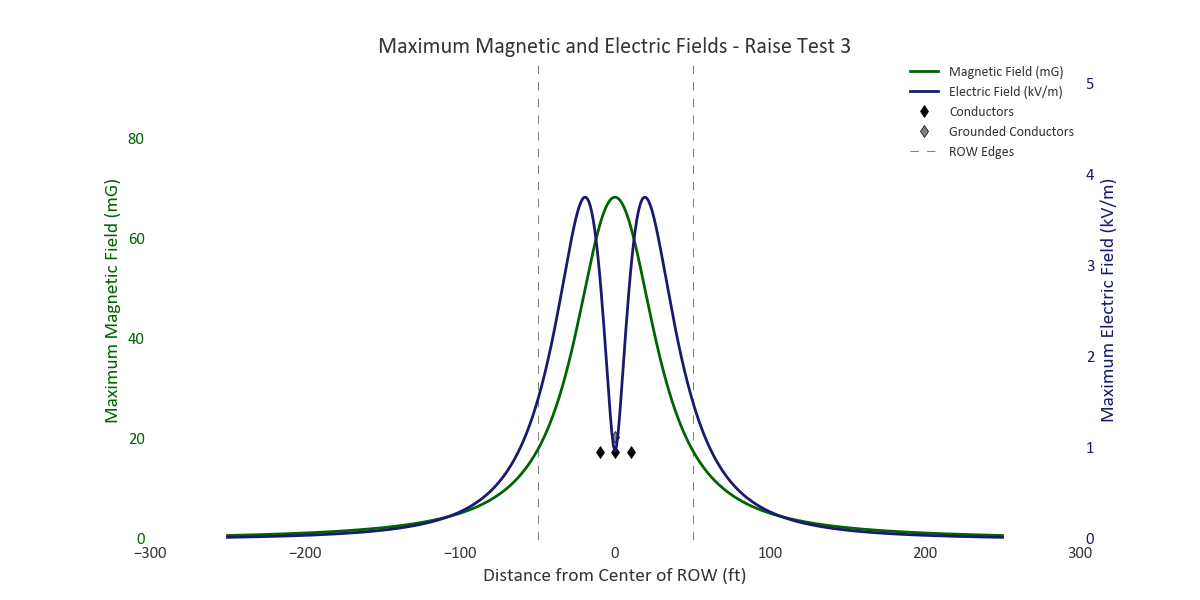 Maximum Magnetic and Electric Fields - Raise Test 3
Magnetic Field (mG)
Electric Field (kV/m)
Conductors
Grounded Conductors
ROW Edges
Maximum Magnetic Field (mG)
80
60
40
20
0
Maximum Electric Field (kV/m)
5
4
3
2
1
0
−300
−200
−100
0
100
200
300
Distance from Center of ROW (ft)